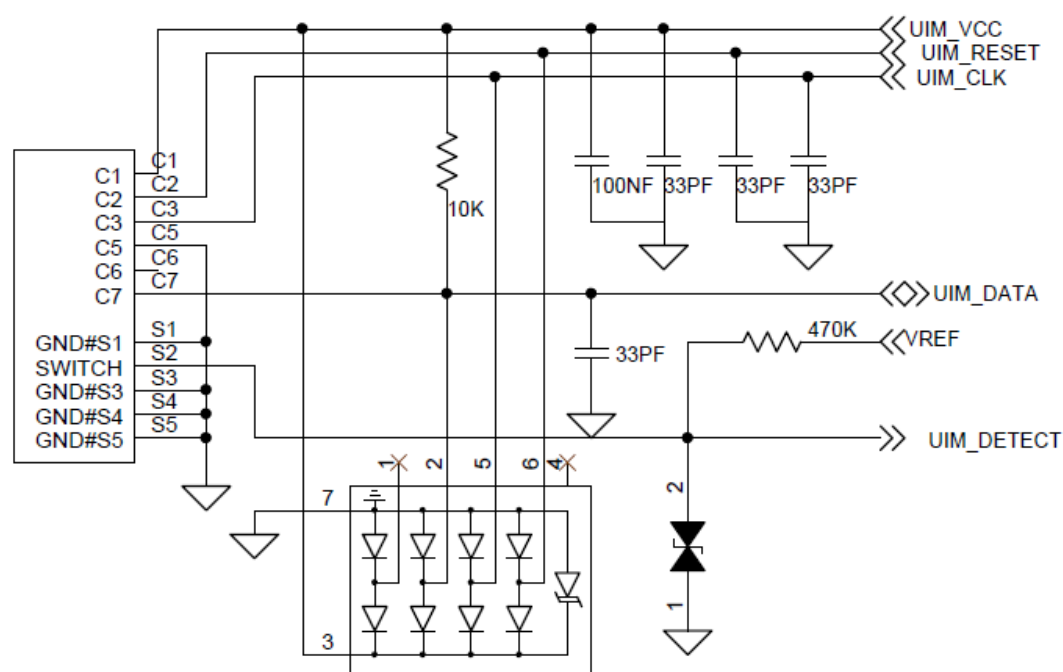 UIM_VCC
UIM_RESET
UIM_CLK
C1 C1
C2 C2
C3 C3
C5 C5
C6 C6
C7 C7
10K
100NF 33PF 33PF 33PF
UIM_DATA
GND#S1 S1
SWITCH S2
GND#S3 S3
GND#S4 S4
GND#S5 S5
33PF
470K VREF
UIM_DETECT
1 2 5 6 4
7
3
2
1